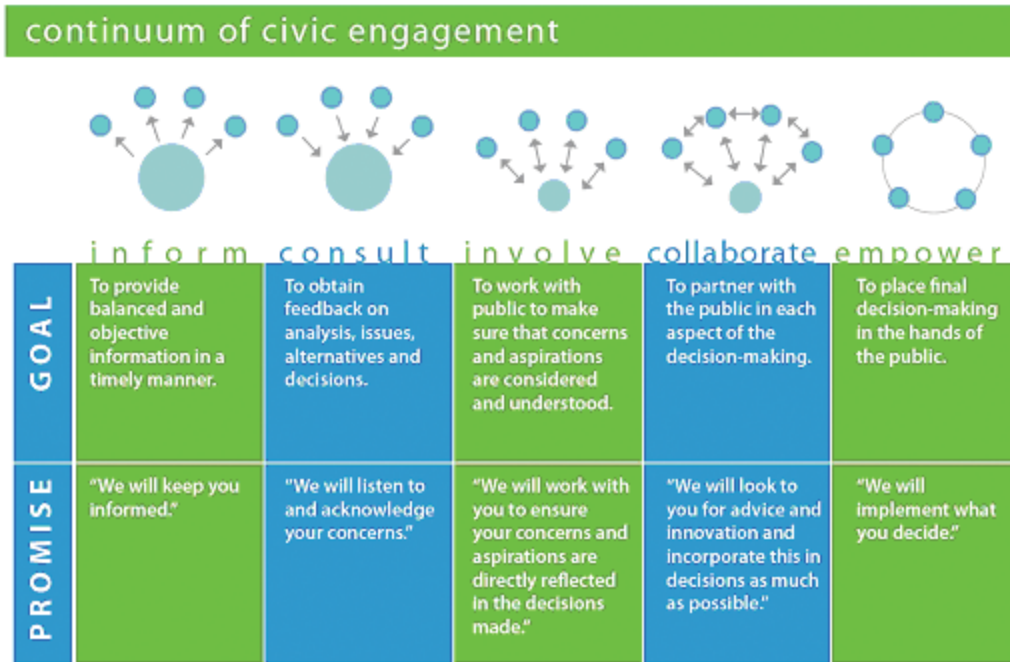 continuum of civic engagement
inform
consult
involve
collaborate
empower
GOAL
To provide
balanced and
objective
information in a
timely manner.
To obtain
feedback on
analysis, issues,
alternatives and
decisions.
To work with
public to make
sure that concerns
and aspirations
are considered
and understood.
To partner with
the public in each
aspect of the
decision-making.
To place final
decision-making
in the hands of
the public.
PROMISE
“We will keep you
informed.”
“We will listen to
and acknowledge
your concerns.”
“We will work with
you to ensure
your concerns and
aspirations are
directly reflected
in the decisions
made.”
“We will look to
you for advice and
innovation and
incorporate this in
decisions as much
as possible.”
“We will
implement what
you decide.”